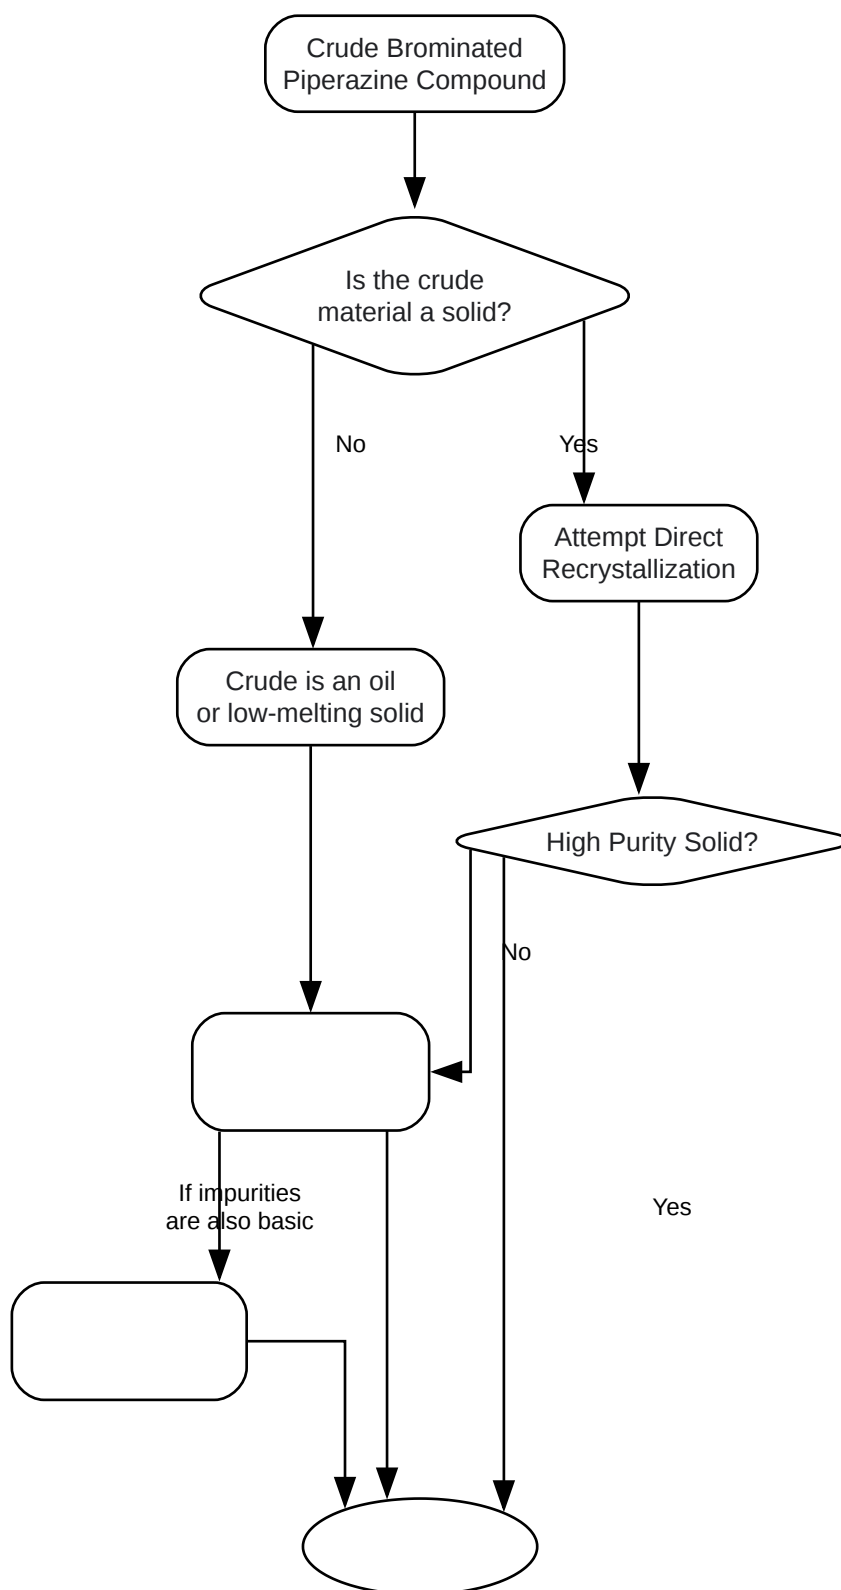 Crude Brominated
Piperazine Compound
Is the crude
material a solid?
No
Yes
Attempt Direct
Recrystallization
Crude is an oil
or low-melting solid
High Purity Solid?
No
If impurities
are also basic
Yes